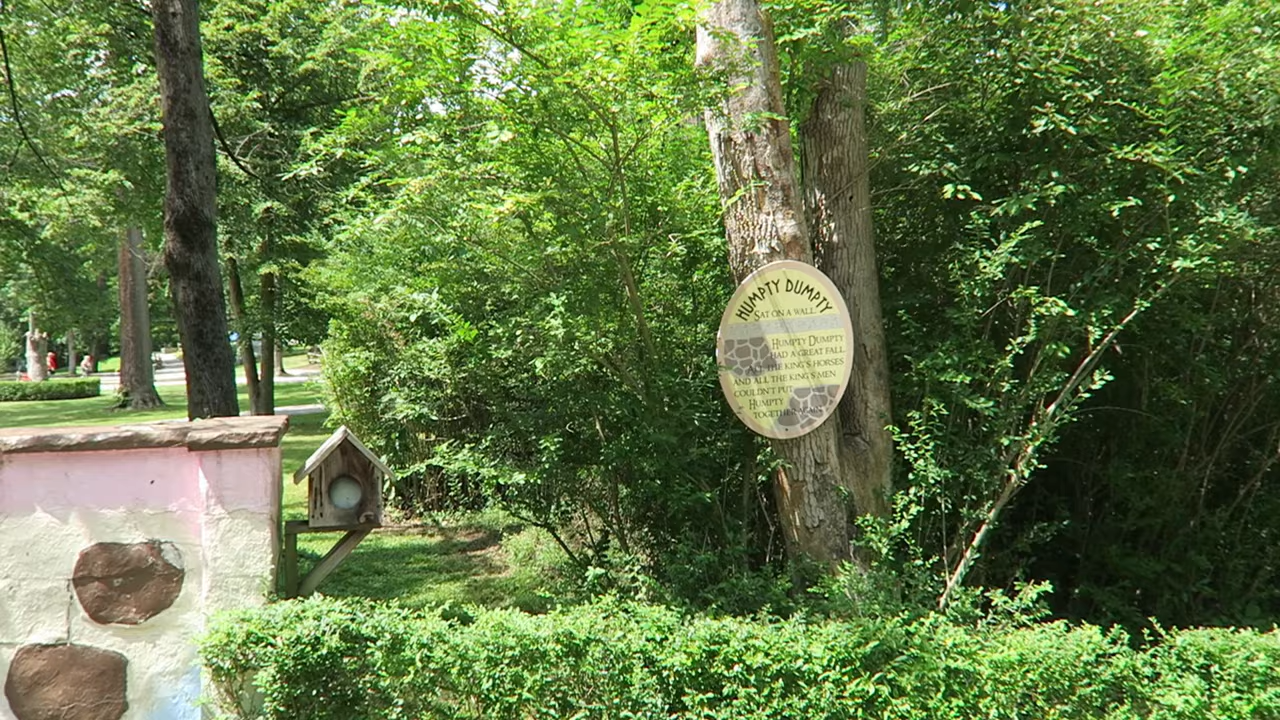 HUMPTY DUMPTY
SAT ON A WALL.
HUMPTY DUMPTY
HAD A GREAT FALL.
ALL THE KING'S HORSES
AND ALL THE KING'S MEN
COULDN'T PUT
HUMPTY
TOGETHER AGAIN.